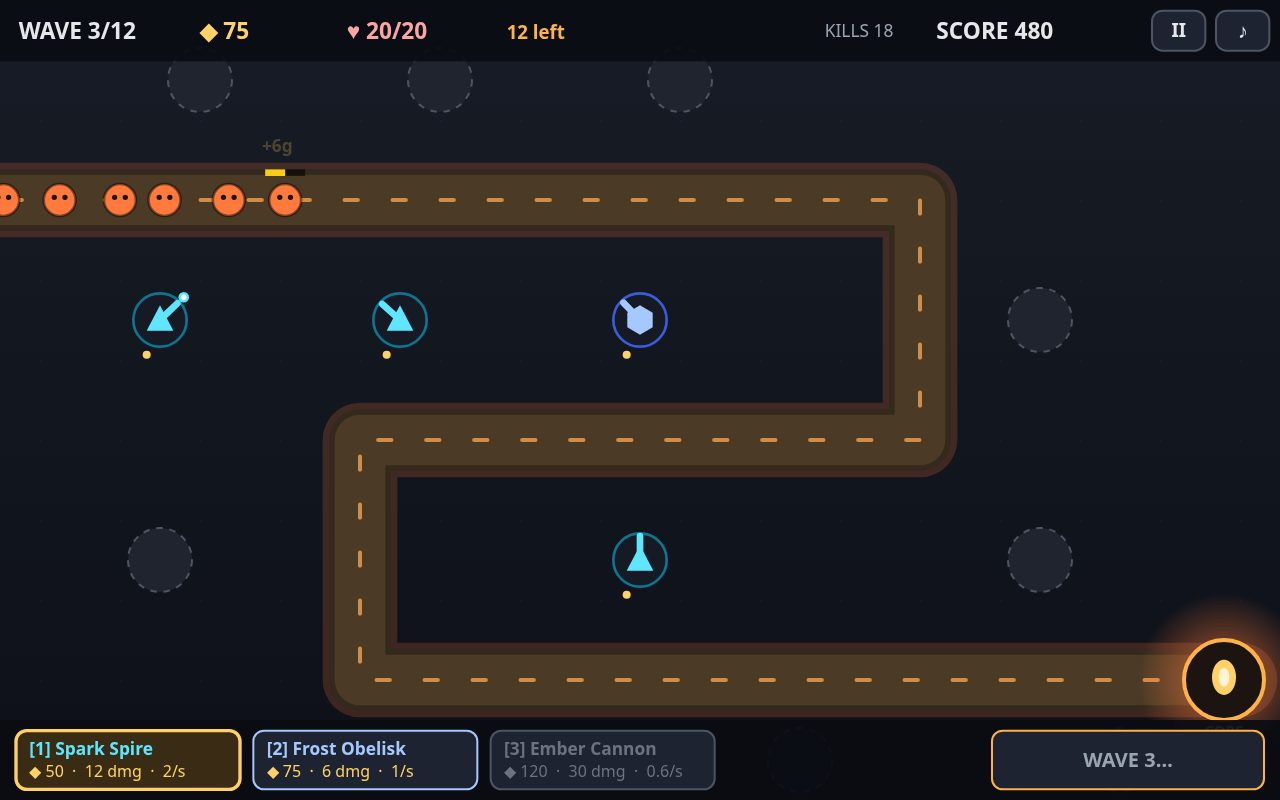 WAVE 3/12
◆ 75
♥ 20/20
12 left
KILLS 18
SCORE 480
II
♪
+6g
[1] Spark Spire
◆ 50 · 12 dmg · 2/s
[2] Frost Obelisk
◆ 75 · 6 dmg · 1/s
[3] Ember Cannon
◆ 120 · 30 dmg · 0.6/s
WAVE 3...